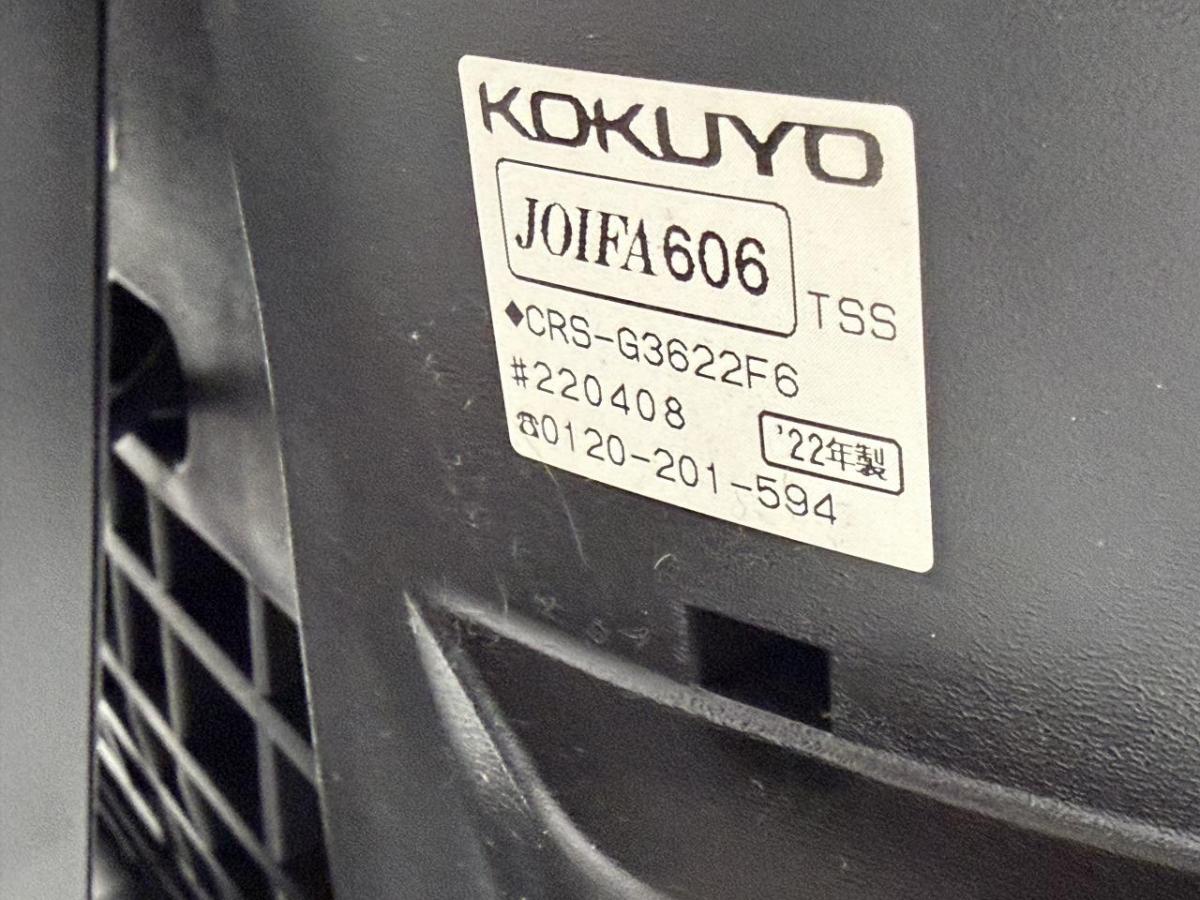 KOKUYO
JOIFA606 TSS
◆CRS-G3622F6
#220408
'22年製
☎0120-201-594